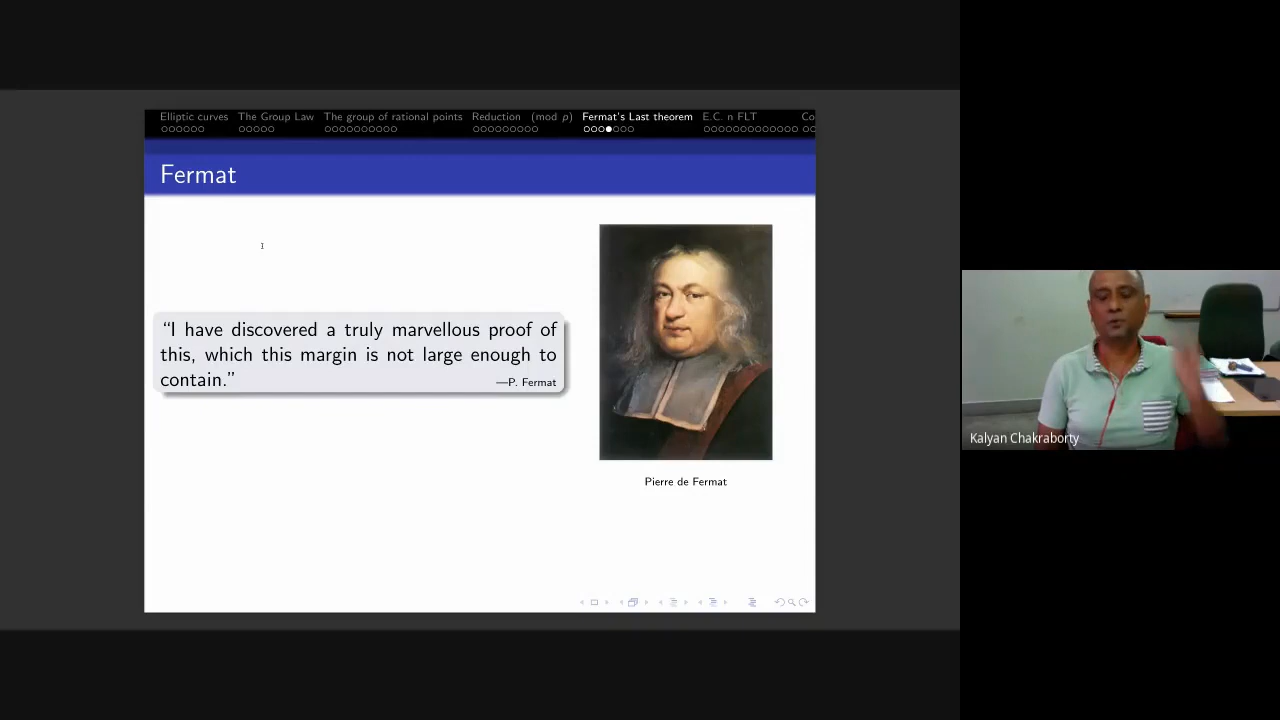 Elliptic curves The Group Law The group of rational points Reduction (mod p) Fermat's Last theorem E.C. n FLT Co
Fermat
“I have discovered a truly marvellous proof of
this, which this margin is not large enough to
contain.”
—P. Fermat
Pierre de Fermat
Kalyan Chakraborty